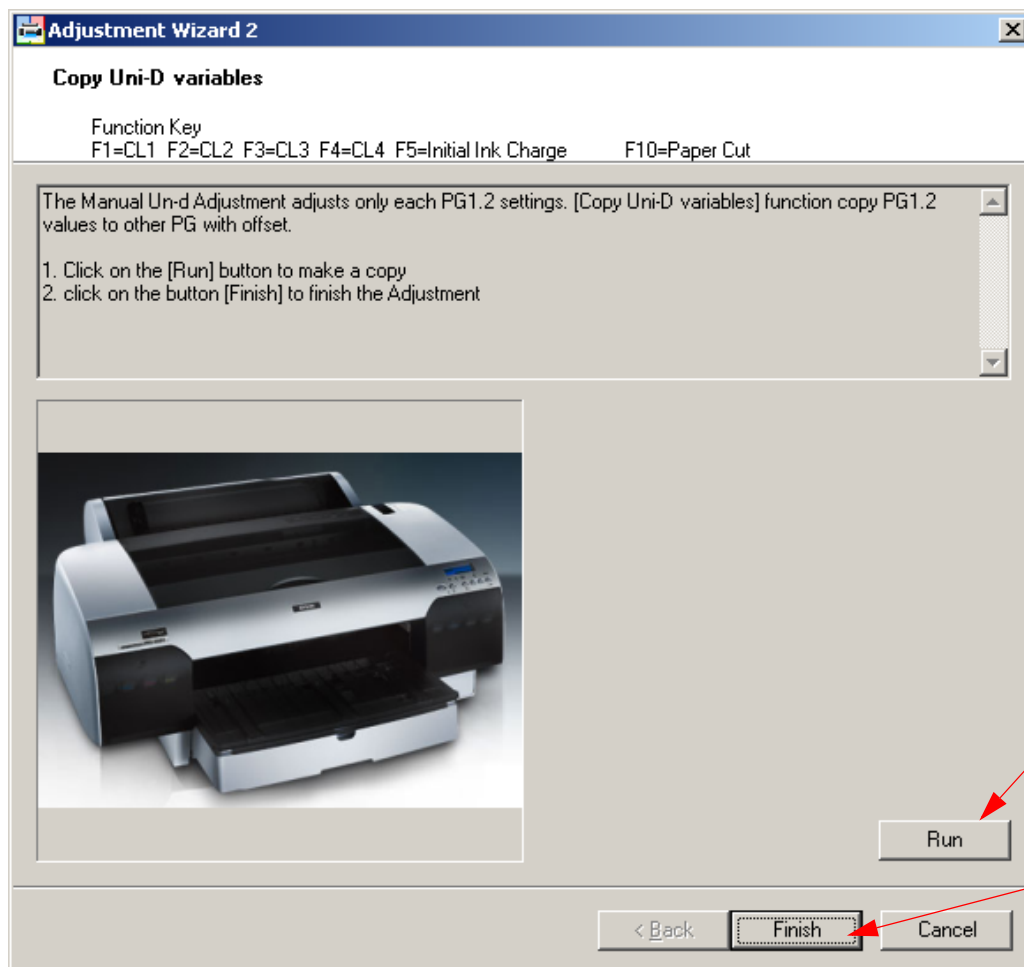 Adjustment Wizard 2
Copy Uni-D variables
Function Key
F1=CL1 F2=CL2 F3=CL3 F4=CL4 F5=Initial Ink Charge F10=Paper Cut
The Manual Un-d Adjustment adjusts only each PG1.2 settings. [Copy Uni-D variables] function copy PG1.2
values to other PG with offset.
1. Click on the [Run] button to make a copy
2. click on the button [Finish] to finish the Adjustment
EPSON
Run
< Back Finish Cancel